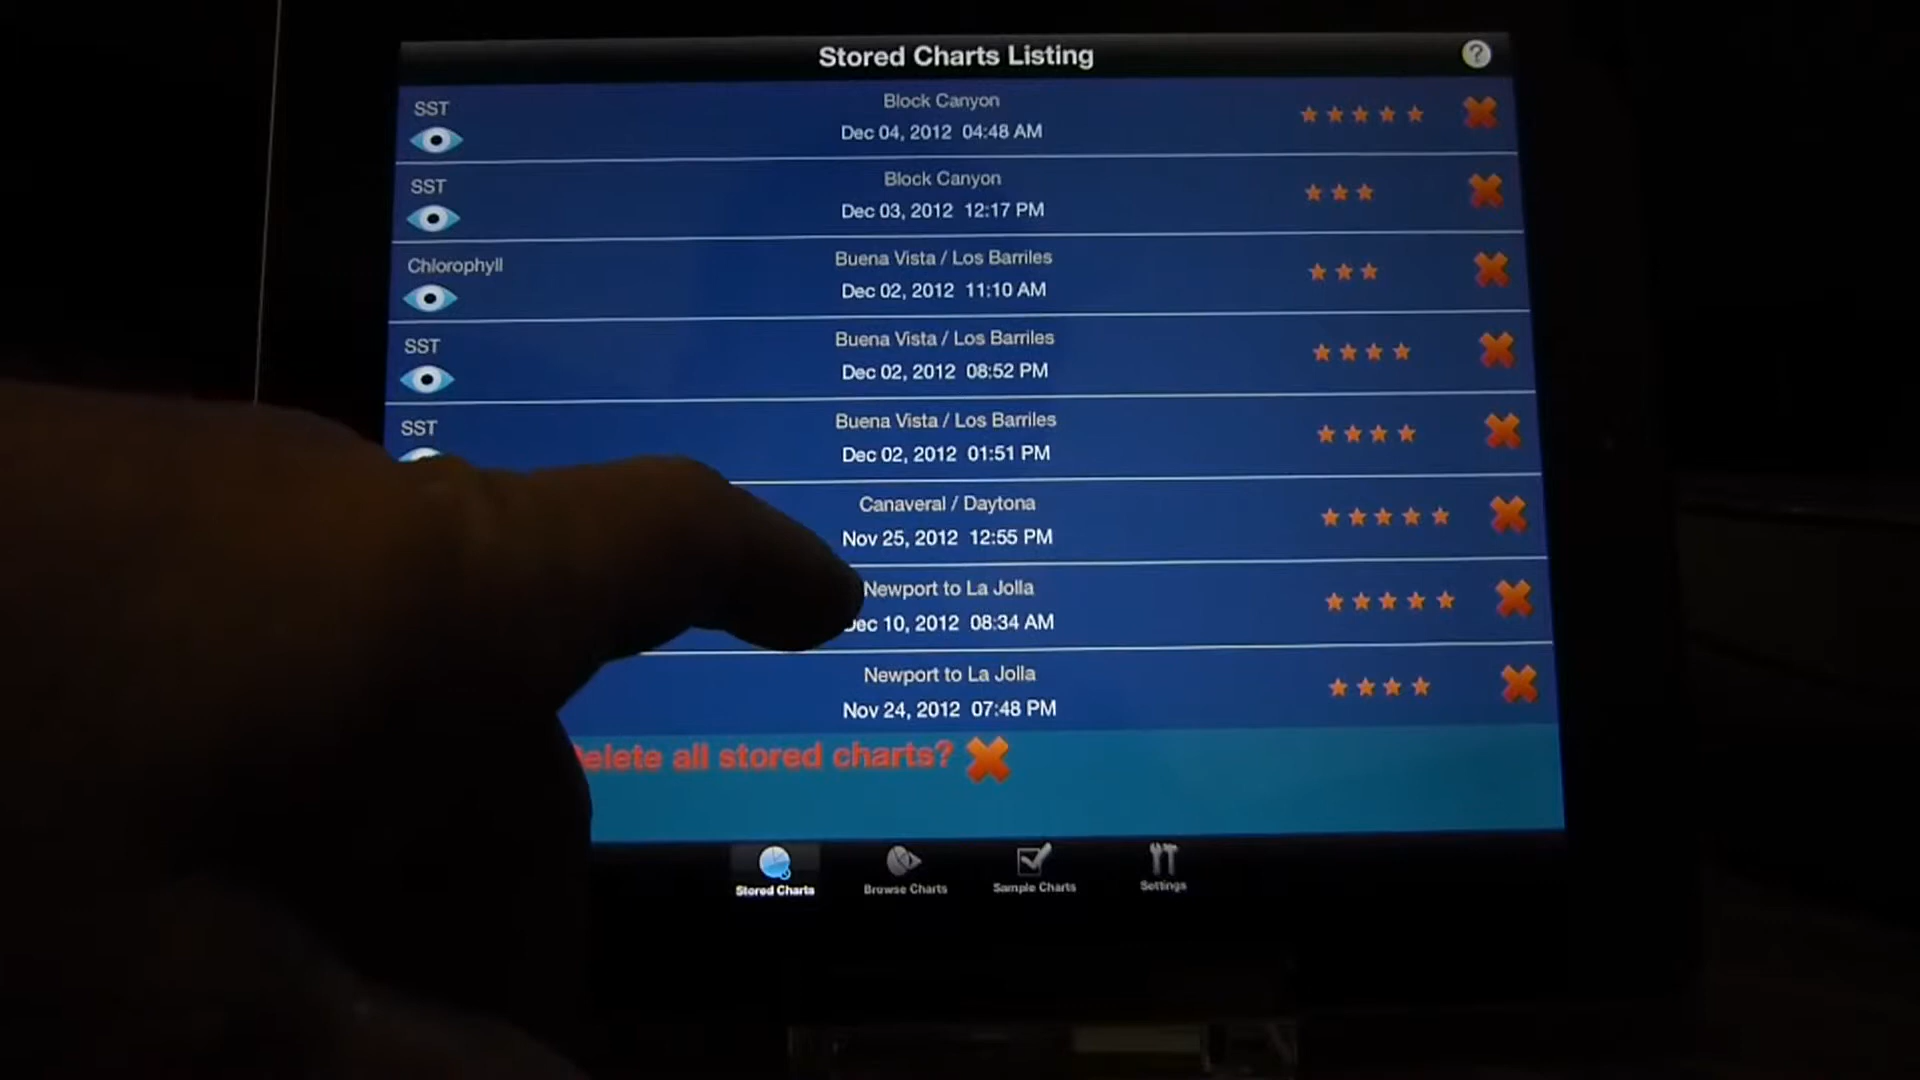 Stored Charts Listing
?
SST
Block Canyon
Dec 04, 2012 04:48 AM
SST
Block Canyon
Dec 03, 2012 12:17 PM
Chlorophyll
Buena Vista / Los Barriles
Dec 02, 2012 11:10 AM
SST
Buena Vista / Los Barriles
Dec 02, 2012 08:52 PM
SST
Buena Vista / Los Barriles
Dec 02, 2012 01:51 PM
Canaveral / Daytona
Nov 25, 2012 12:55 PM
Newport to La Jolla
Dec 10, 2012 08:34 AM
Newport to La Jolla
Nov 24, 2012 07:48 PM
Delete all stored charts?
Stored Charts
Browse Charts
Sample Charts
Settings